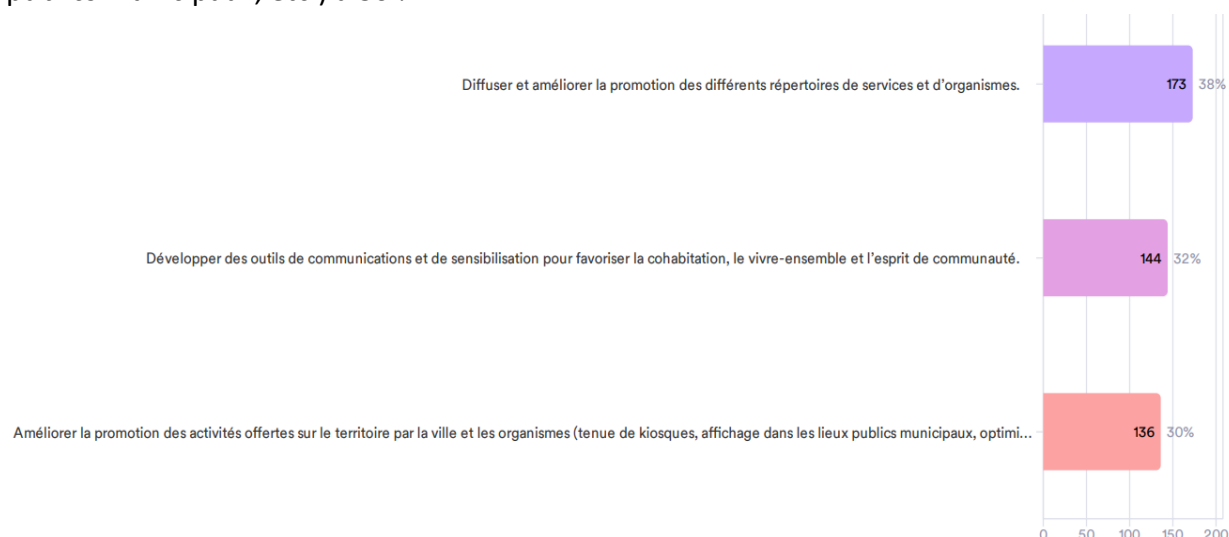 Diffuser et améliorer la promotion des différents répertoires de services et d'organismes.
173 38%
Développer des outils de communications et de sensibilisation pour favoriser la cohabitation, le vivre-ensemble et l'esprit de communauté.
144 32%
Améliorer la promotion des activités offertes sur le territoire par la ville et les organismes (tenue de kiosques, affichage dans les lieux publics municipaux, optimi...
136 30%
0 50 100 150 200